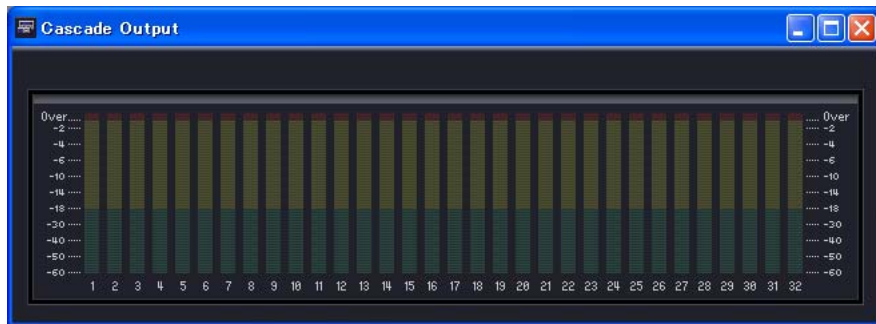 Cascade Output
Over..... ..... Over
-2 ..... ..... -2
-4 ..... ..... -4
-6 ..... ..... -6
-10 ..... ..... -10
-14 ..... ..... -14
-18 ..... ..... -18
-30 ..... ..... -30
-40 ..... ..... -40
-50 ..... ..... -50
-60 ..... ..... -60
1 2 3 4 5 6 7 8 9 10 11 12 13 14 15 16 17 18 19 20 21 22 23 24 25 26 27 28 29 30 31 32